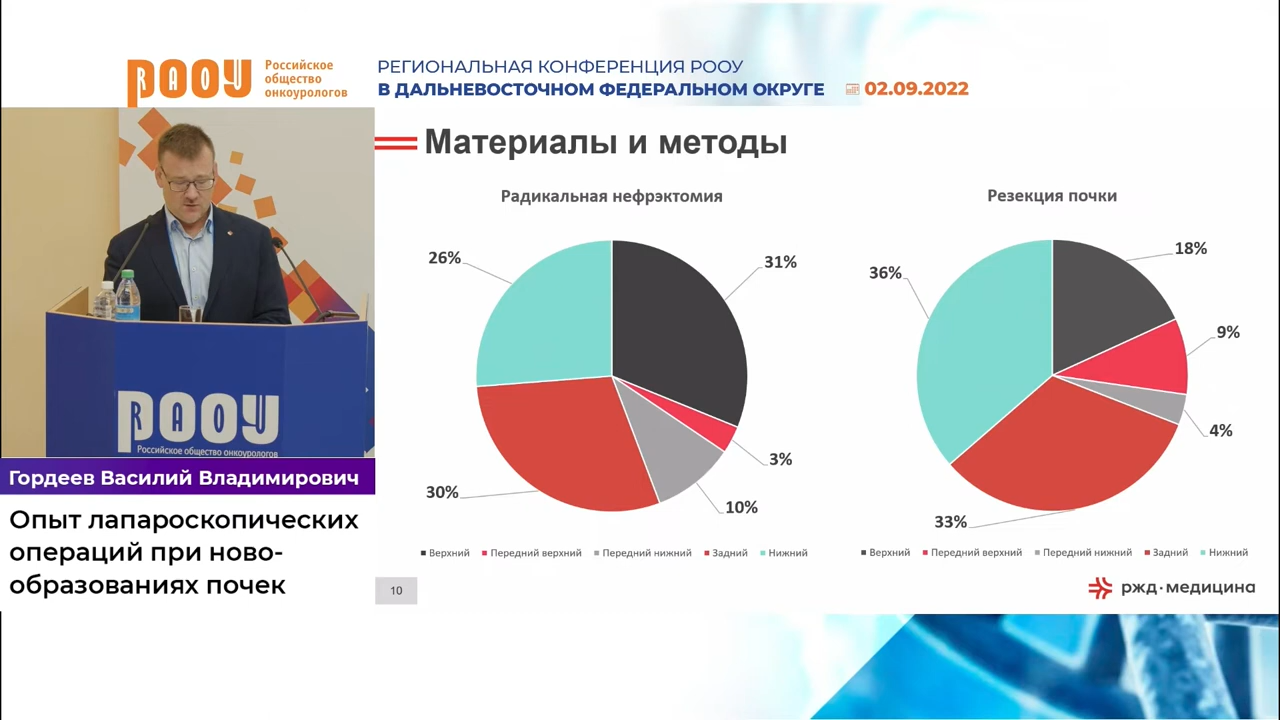 РООУ
RAOU
Российское
общество
онкоурологов
РЕГИОНАЛЬНАЯ КОНФЕРЕНЦИЯ РООУ
В ДАЛЬНЕВОСТОЧНОМ ФЕДЕРАЛЬНОМ ОКРУГЕ
02.09.2022
Материалы и методы
Радикальная нефрэктомия
26%
31%
30%
3%
10%
Верхний Передний верхний Передний нижний Задний Нижний
Резекция почки
36%
18%
9%
4%
33%
Верхний Передний верхний Передний нижний Задний Нижний
РООУ
RAOU
Российское общество онкоурологов
Гордеев Василий Владимирович
Опыт лапароскопических
операций при ново-
образованиях почек
10
ржд·медицина